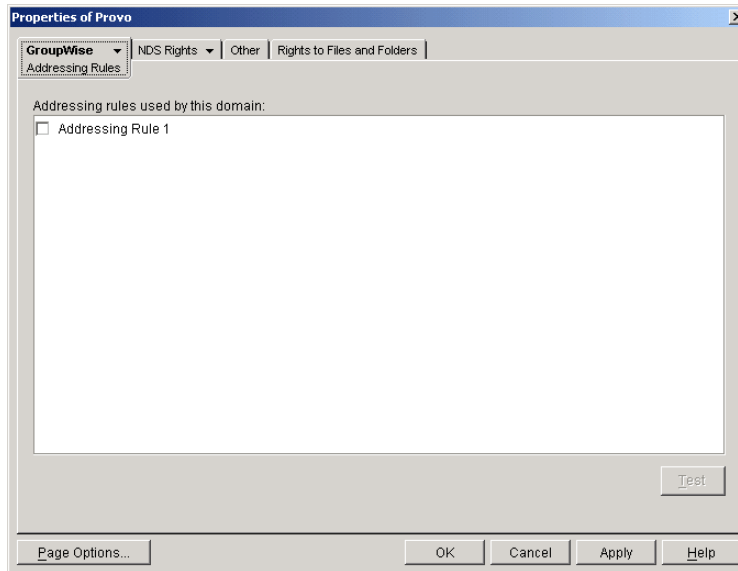 Properties of Provo
GroupWise NDS Rights Other Rights to Files and Folders
Addressing Rules
Addressing rules used by this domain:
Addressing Rule 1
Test
Page Options... OK Cancel Apply Help